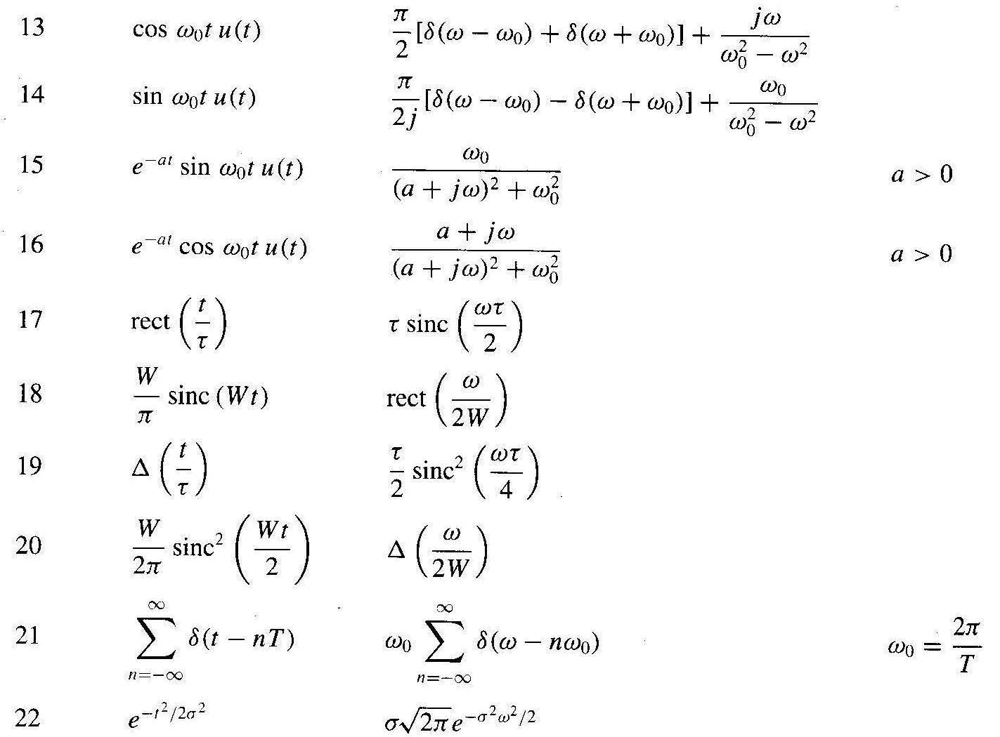 13 cos ω₀t u(t) π/2 [δ(ω − ω₀) + δ(ω + ω₀)] + jω/(ω₀² − ω²)
14 sin ω₀t u(t) π/2j [δ(ω − ω₀) − δ(ω + ω₀)] + ω₀/(ω₀² − ω²)
15 e^(−at) sin ω₀t u(t) ω₀/((a + jω)² + ω₀²) a > 0
16 e^(−at) cos ω₀t u(t) (a + jω)/((a + jω)² + ω₀²) a > 0
17 rect (t/τ) τ sinc (ωτ/2)
18 W/π sinc (Wt) rect (ω/2W)
19 Δ (t/τ) τ/2 sinc² (ωτ/4)
20 W/2π sinc² (Wt/2) Δ (ω/2W)
21 ∑_(n=−∞)^∞ δ(t − nT) ω₀ ∑_(n=−∞)^∞ δ(ω − nω₀) ω₀ = 2π/T
22 e^(−t²/2σ²) σ√(2π) e^(−σ²ω²/2)